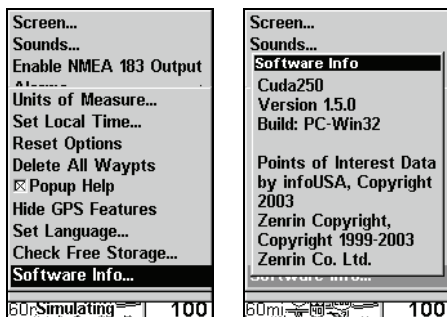 Screen...
Sounds...
Enable NMEA 183 Output
Units of Measure...
Set Local Time...
Reset Options
Delete All Waypts
Popup Help
Hide GPS Features
Set Language...
Check Free Storage...
Software Info...
Simulating
100
Screen...
Sounds...
Software Info
Cuda250
Version 1.5.0
Build: PC-Win32
Points of Interest Data
by infoUSA, Copyright
2003
Zenrin Copyright,
Copyright 1999-2003
Zenrin Co. Ltd.
100